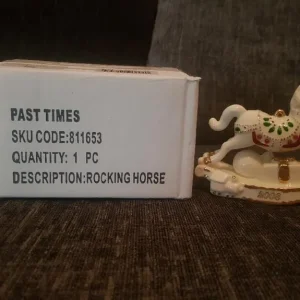 PAST TIMES
SKU CODE:811653
QUANTITY: 1 PC
DESCRIPTION:ROCKING HORSE